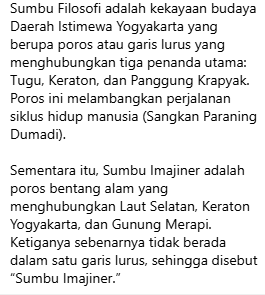 Sumbu Filosofi adalah kekayaan budaya
Daerah Istimewa Yogyakarta yang
berupa poros atau garis lurus yang
menghubungkan tiga penanda utama:
Tugu, Keraton, dan Panggung Krapyak.
Poros ini melambangkan perjalanan
siklus hidup manusia (Sangkan Paraning
Dumadi).

Sementara itu, Sumbu Imajiner adalah
poros bentang alam yang
menghubungkan Laut Selatan, Keraton
Yogyakarta, dan Gunung Merapi.
Ketiganya sebenarnya tidak berada
dalam satu garis lurus, sehingga disebut
“Sumbu Imajiner.”